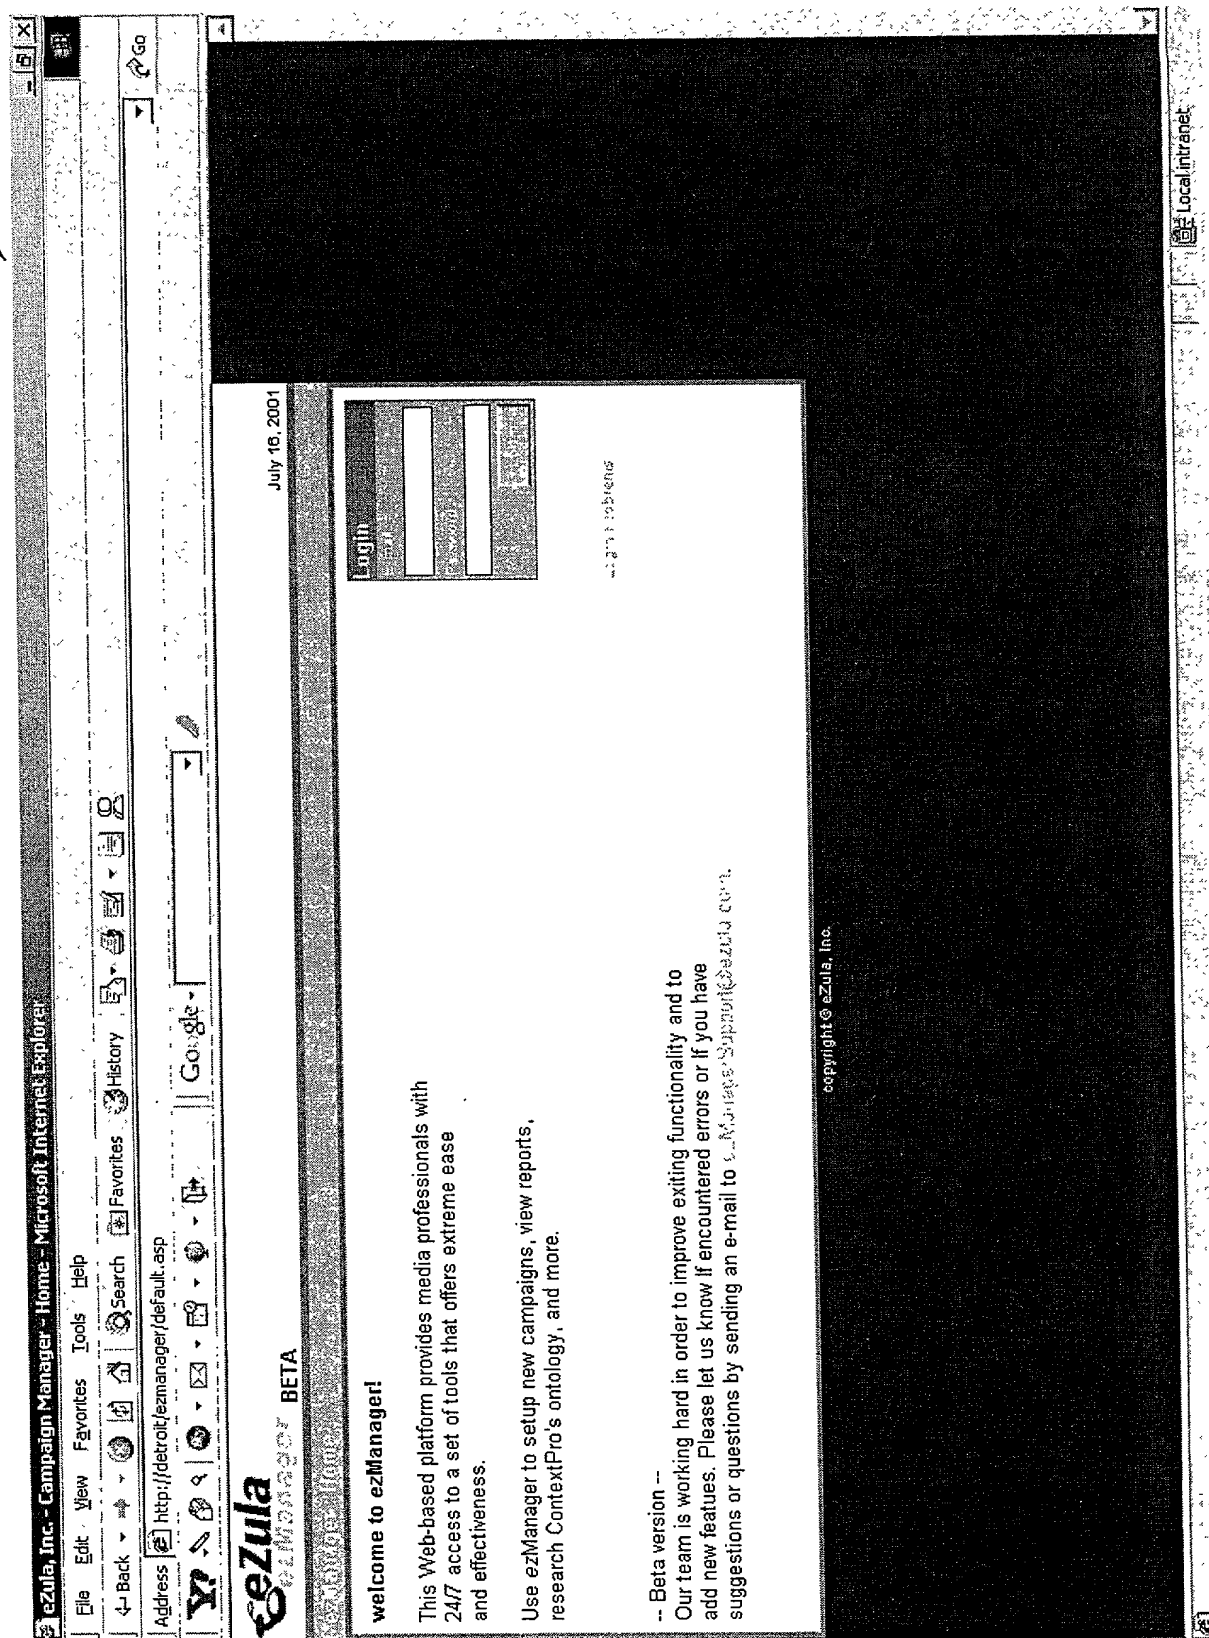 eZula, Inc. - Campaign Manager - Home - Microsoft Internet Explorer
File Edit View Favorites Tools Help
Back Search Favorites History
Address http://detroit/ezmanager/default.asp Go
Y? Google
eZula
ezManager BETA
July 16, 2001
welcome to ezManager!
This Web-based platform provides media professionals with
24/7 access to a set of tools that offers extreme ease
and effectiveness.
Use ezManager to setup new campaigns, view reports,
research ContextPro's ontology, and more.
Login
-- Beta version --
Our team is working hard in order to improve exiting functionality and to
add new featues. Please let us know If encountered errors or If you have
suggestions or questions by sending an e-mail to ezManagerSupport@ezula.com.
copyright © eZula, Inc.
Local intranet